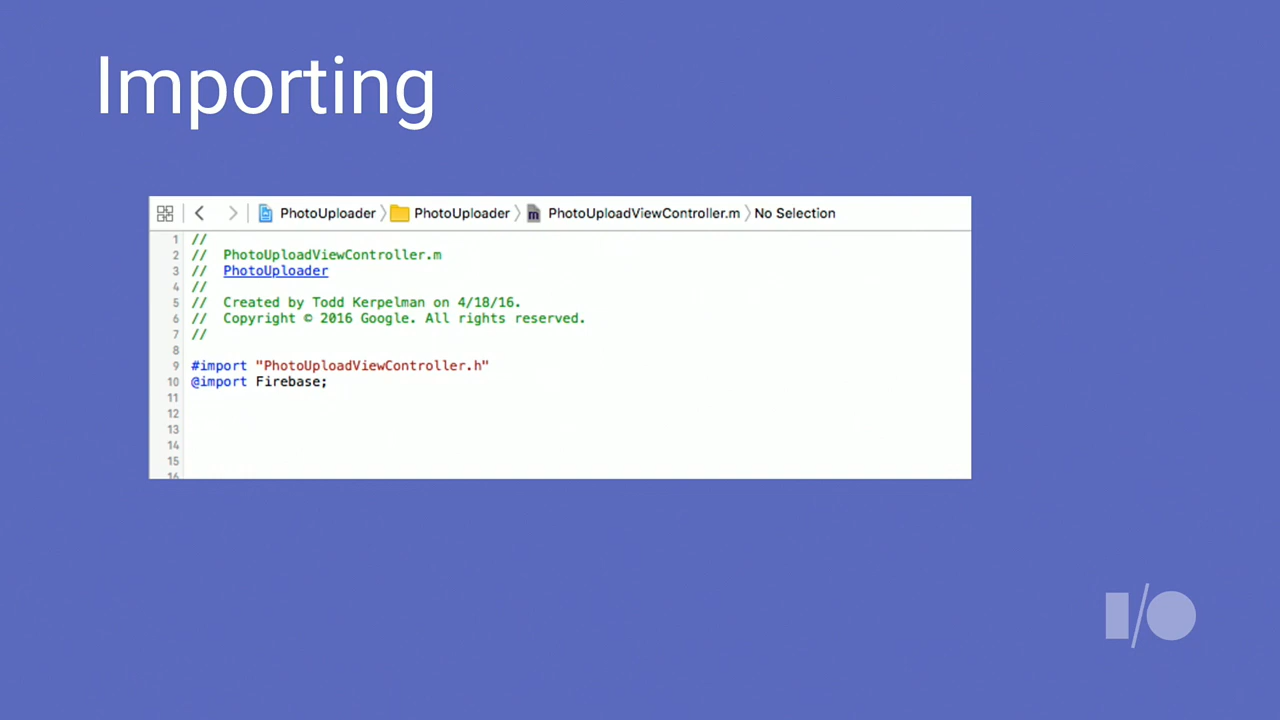 Importing
PhotoUploader PhotoUploader m PhotoUploadViewController.m No Selection
1 //
2 // PhotoUploadViewController.m
3 // PhotoUploader
4 //
5 // Created by Todd Kerpelman on 4/18/16.
6 // Copyright © 2016 Google. All rights reserved.
7 //
8
9 #import "PhotoUploadViewController.h"
10 @import Firebase;
11
12
13
14
15
16
I/O